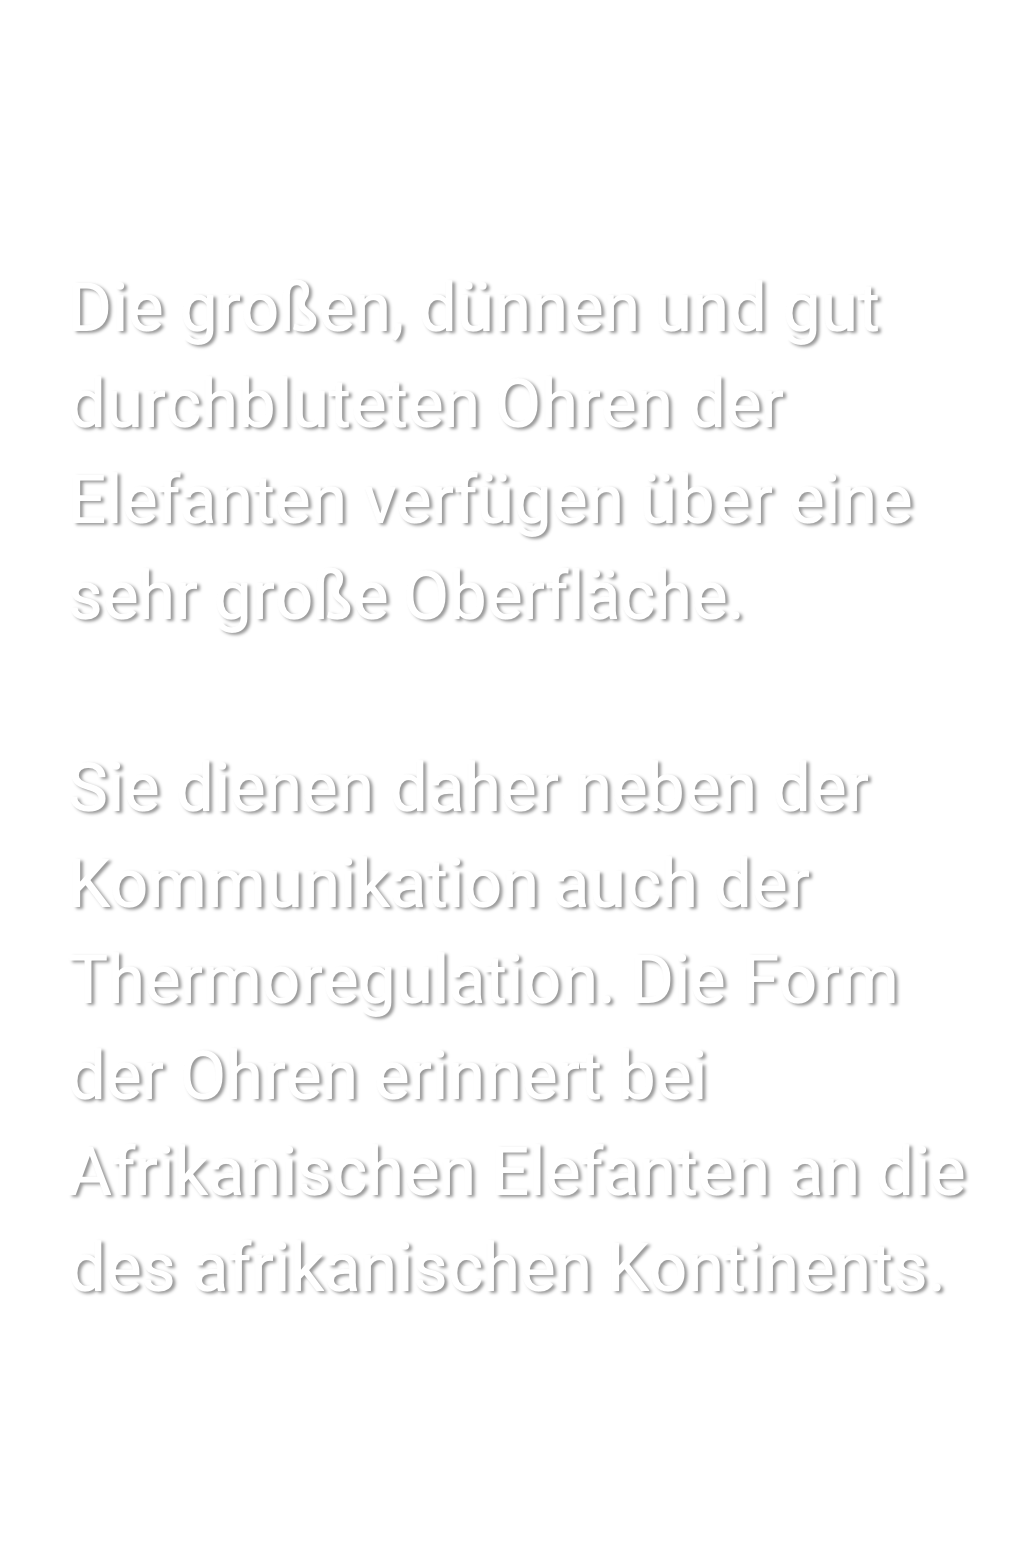 Die großen, dünnen und gut
durchbluteten Ohren der
Elefanten verfügen über eine
sehr große Oberfläche.
Sie dienen daher neben der
Kommunikation auch der
Thermoregulation. Die Form
der Ohren erinnert bei
Afrikanischen Elefanten an die
des afrikanischen Kontinents.